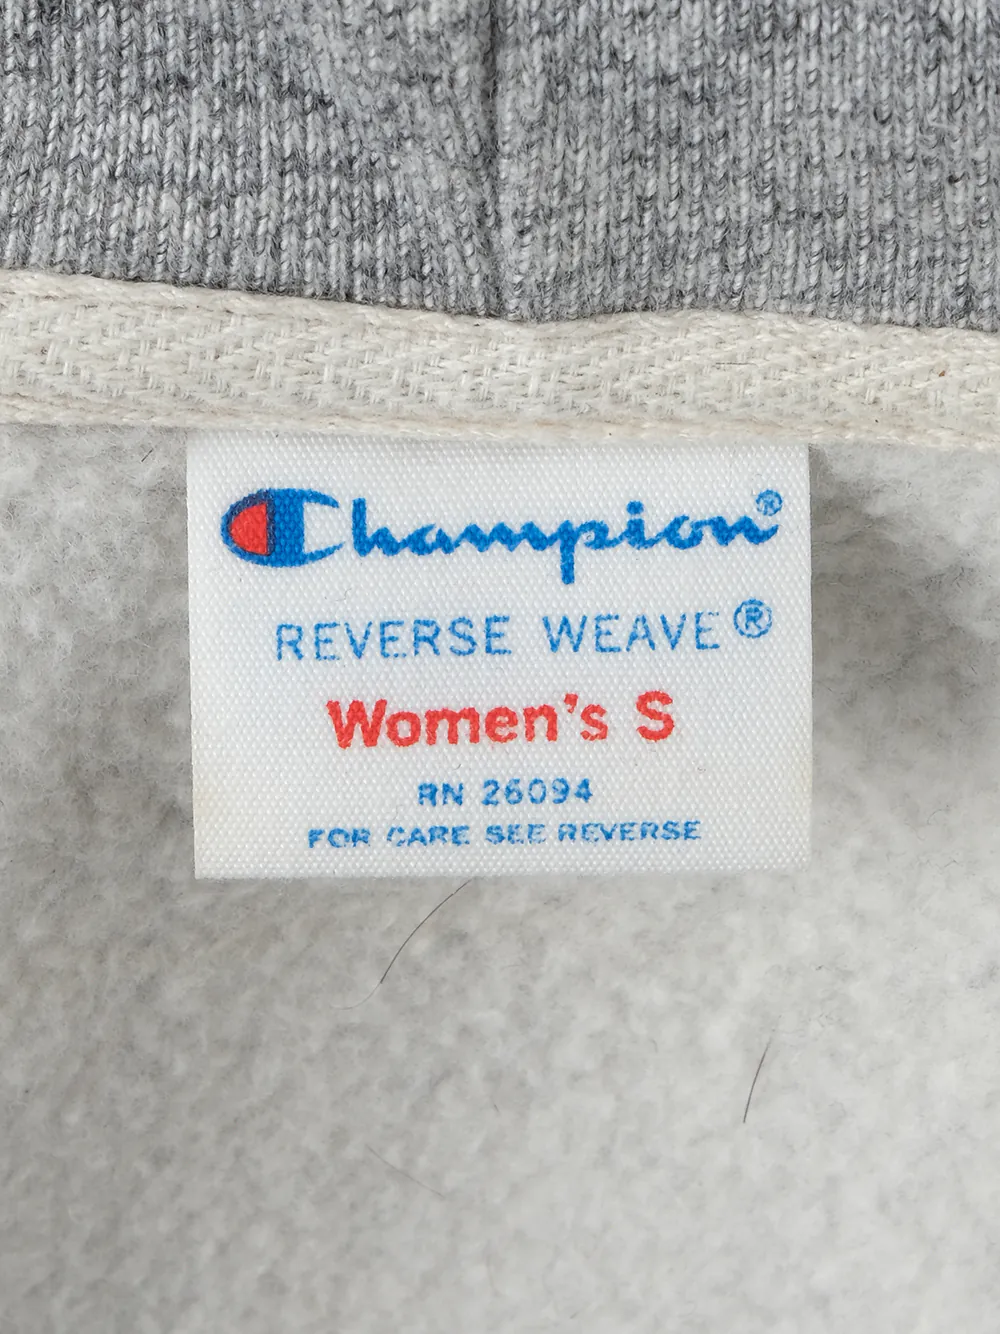 Champion®
REVERSE WEAVE®
Women's S
RN 26094
FOR CARE SEE REVERSE